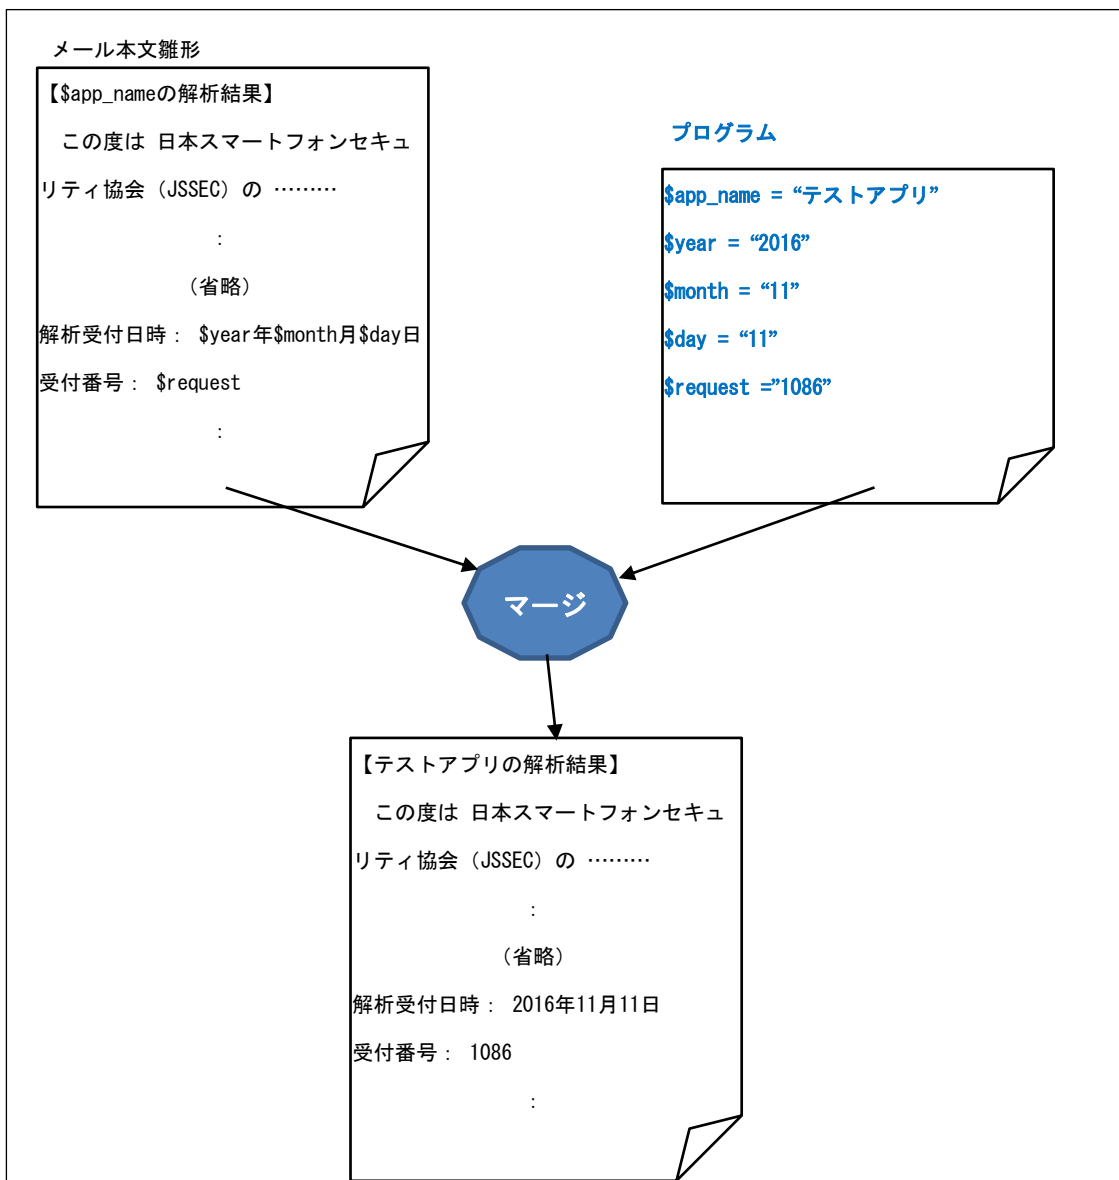 メール本文雛形
【$app_nameの解析結果】
この度は 日本スマートフォンセキュ
リティ協会（JSSEC）の ………
：
（省略）
解析受付日時： $year年$month月$day日
受付番号： $request
：
プログラム
$app_name = “テストアプリ”
$year = “2016”
$month = “11”
$day = “11”
$request =”1086”
マージ
【テストアプリの解析結果】
この度は 日本スマートフォンセキュ
リティ協会（JSSEC）の ………
：
（省略）
解析受付日時： 2016年11月11日
受付番号： 1086
：